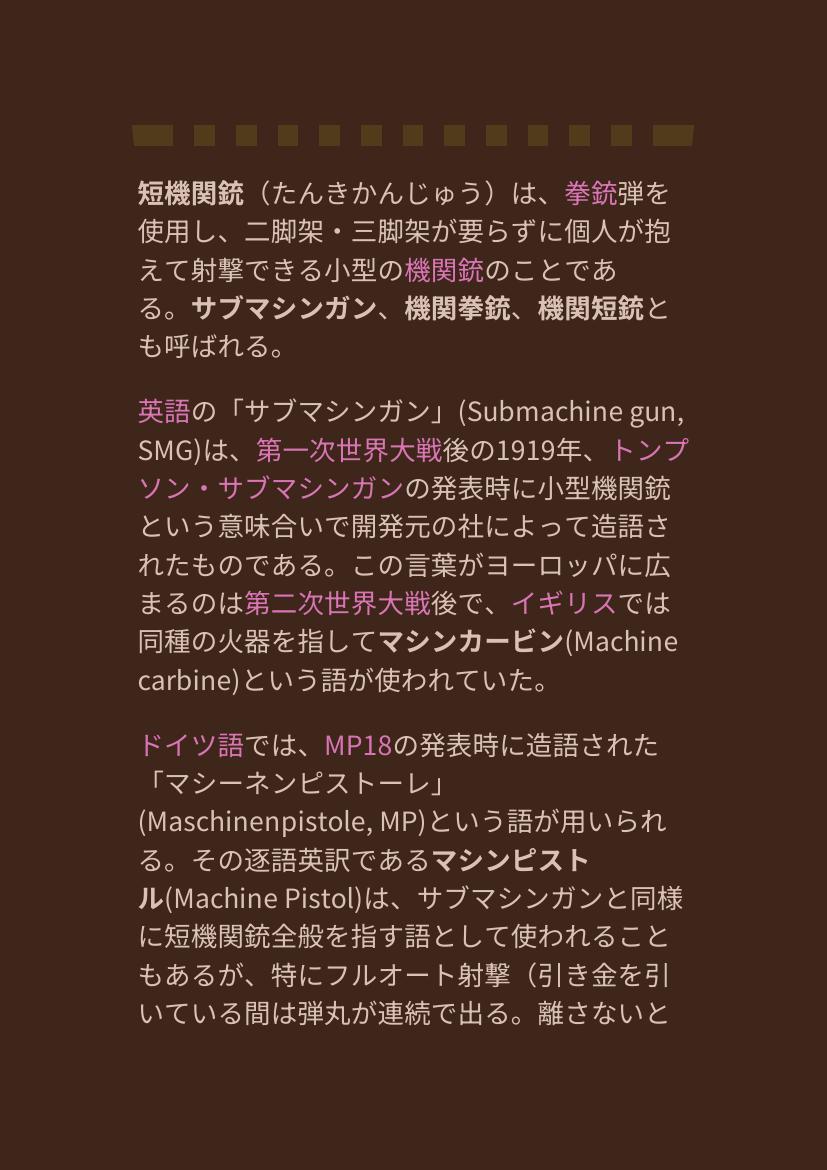 短機関銃（たんきかんじゅう）は、拳銃弾を
使用し、二脚架・三脚架が要らずに個人が抱
えて射撃できる小型の機関銃のことであ
る。サブマシンガン、機関拳銃、機関短銃と
も呼ばれる。
英語の「サブマシンガン」(Submachine gun,
SMG)は、第一次世界大戦後の1919年、トンプ
ソン・サブマシンガンの発表時に小型機関銃
という意味合いで開発元の社によって造語さ
れたものである。この言葉がヨーロッパに広
まるのは第二次世界大戦後で、イギリスでは
同種の火器を指してマシンカービン(Machine
carbine)という語が使われていた。
ドイツ語では、MP18の発表時に造語された
「マシーネンピストーレ」
(Maschinenpistole, MP)という語が用いられ
る。その逐語英訳であるマシンピスト
ル(Machine Pistol)は、サブマシンガンと同様
に短機関銃全般を指す語として使われること
もあるが、特にフルオート射撃（引き金を引
いている間は弾丸が連続で出る。離さないと